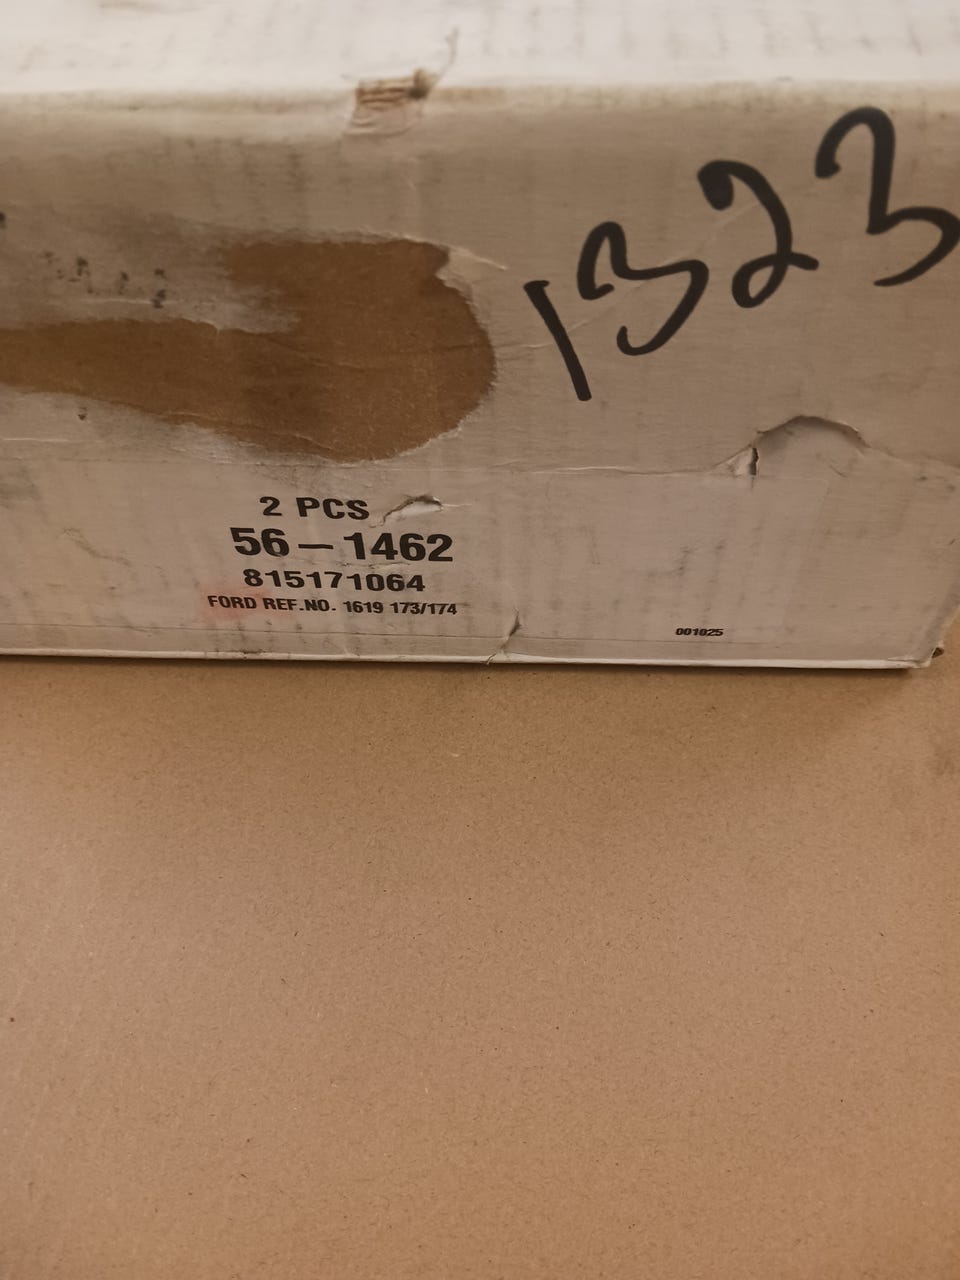 1323
2 PCS
56-1462
815171064
FORD REF.NO. 1619 173/174
001025